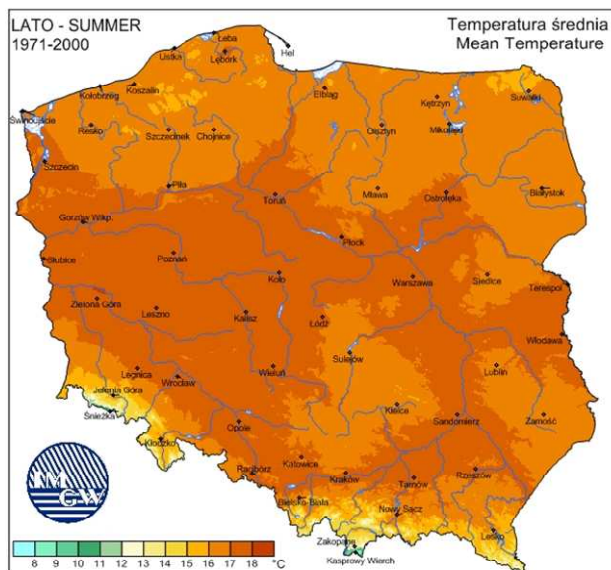 LATO - SUMMER
1971-2000
Temperatura średnia
Mean Temperature
Łeba
Ustka
Lębork
Hel
Koszalin
Kołobrzeg
Elbląg
Kętrzyn
Suwałki
Świnoujście
Resko
Szczecinek
Chojnice
Olsztyn
Mikołajki
Szczecin
Piła
Toruń
Mława
Ostrołęka
Białystok
Gorzów Wlkp.
Płock
Słubice
Poznań
Koło
Warszawa
Siedlce
Terespol
Zielona Góra
Leszno
Kalisz
Łódź
Włodawa
Sulejów
Legnica
Wrocław
Wieluń
Lublin
Jelenia Góra
Śnieżka
Opole
Kielce
Sandomierz
Zamość
Kłodzko
Racibórz
Katowice
Kraków
Tarnów
Rzeszów
Bielsko-Biała
Nowy Sącz
Lesko
Zakopane
Kasprowy Wierch
IMGW
8 9 10 11 12 13 14 15 16 17 18 °C